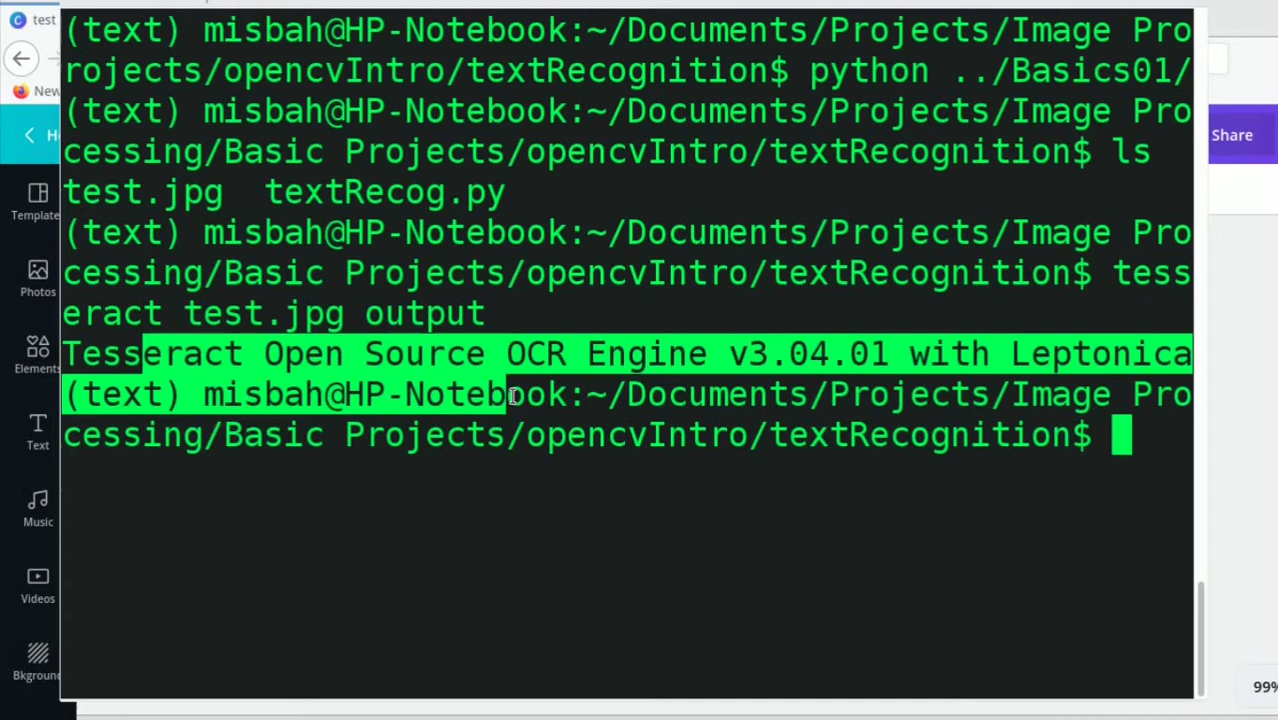 test
New
Ho
Share
Template
Photos
Elements
Text
Music
Videos
Bkground
99%
(text) misbah@HP-Notebook:~/Documents/Projects/Image Pro
rojects/opencvIntro/textRecognition$ python ../Basics01/
(text) misbah@HP-Notebook:~/Documents/Projects/Image Pro
cessing/Basic Projects/opencvIntro/textRecognition$ ls
test.jpg  textRecog.py
(text) misbah@HP-Notebook:~/Documents/Projects/Image Pro
cessing/Basic Projects/opencvIntro/textRecognition$ tess
eract test.jpg output
Tesseract Open Source OCR Engine v3.04.01 with Leptonica
(text) misbah@HP-Notebook:~/Documents/Projects/Image Pro
cessing/Basic Projects/opencvIntro/textRecognition$